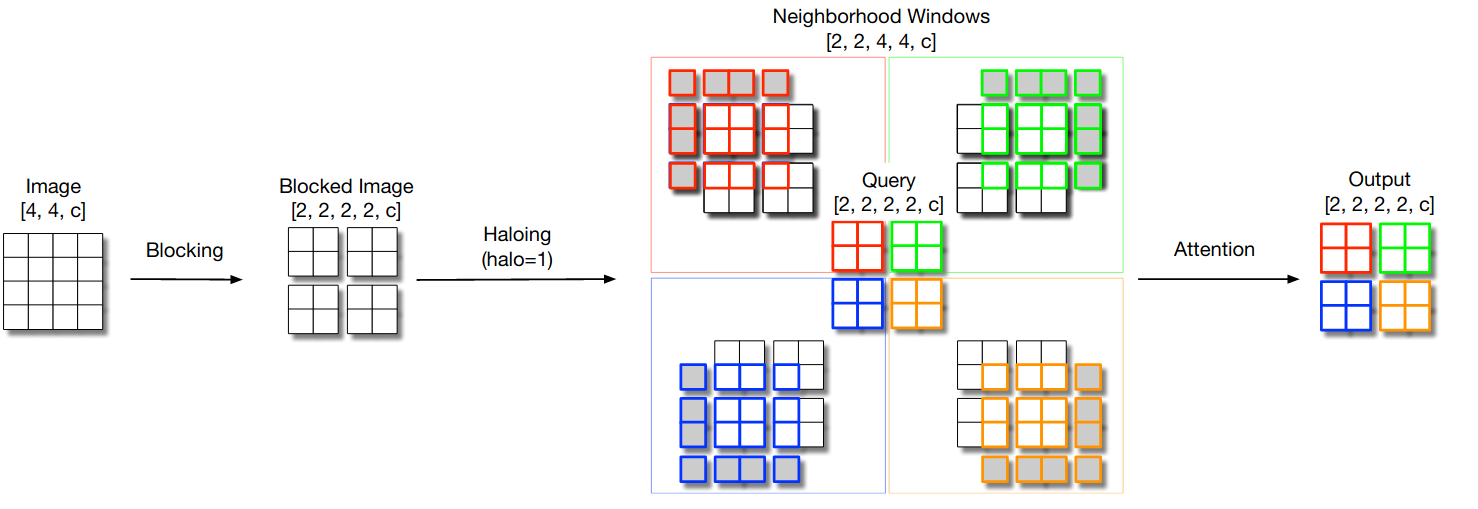 Neighborhood Windows
[2, 2, 4, 4, c]
Image
[4, 4, c]
Blocking
Blocked Image
[2, 2, 2, 2, c]
Haloing
(halo=1)
Query
[2, 2, 2, 2, c]
Attention
Output
[2, 2, 2, 2, c]